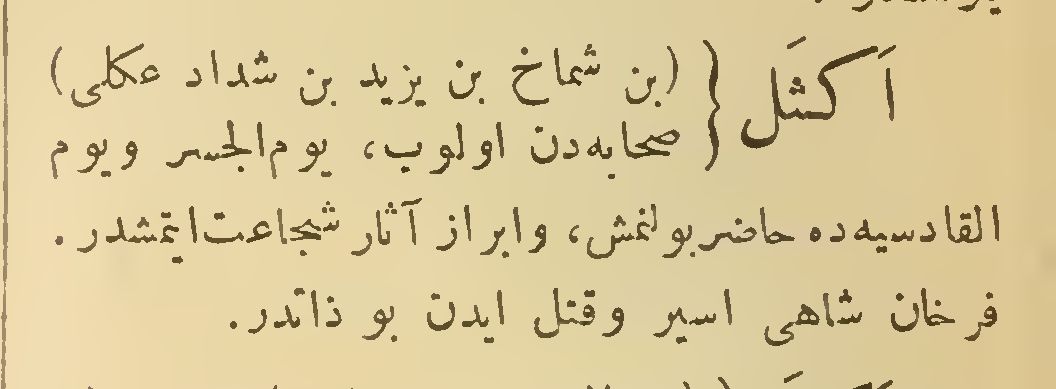 اَكثَل { (بن شماخ بن يزيد بن شداد عكلى)
صحابه‌دن اولوب، يوم‌الجسر ويوم
القادسيه‌ده حاضر بولنمش، وابراز آثار شجاعت ايتمشدر.
فرخان شاهى اسير وقتل ايدن بو ذاتدر.